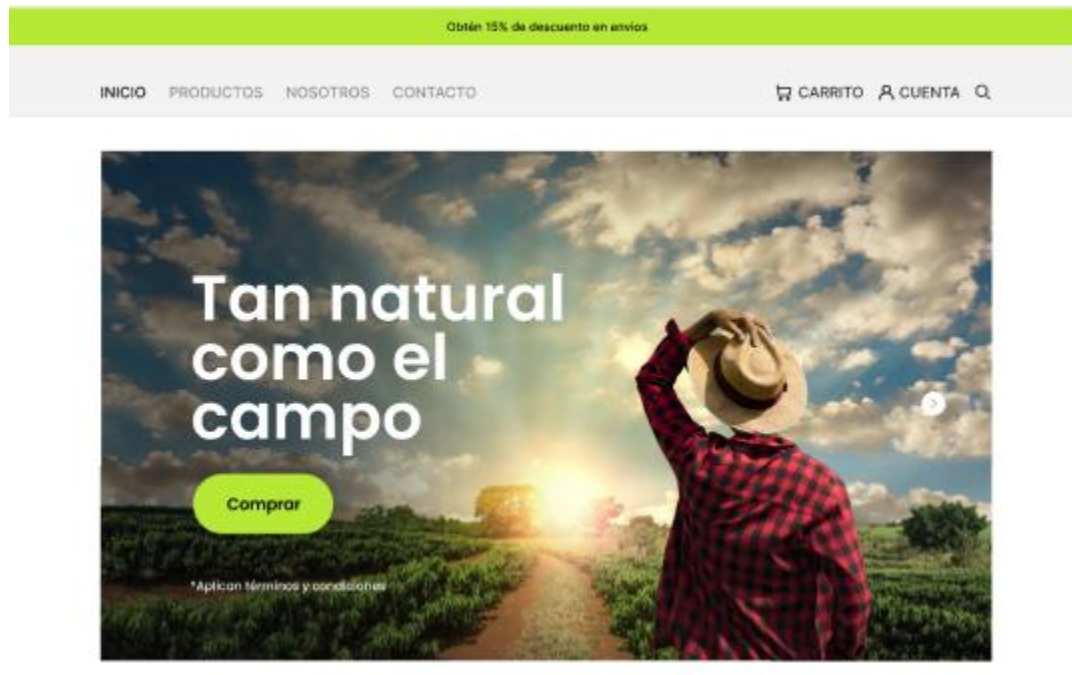 Obtén 15% de descuento en envios
INICIO PRODUCTOS NOSOTROS CONTACTO CARRITO CUENTA
Tan natural
como el
campo
Comprar
*Aplican términos y condiciones